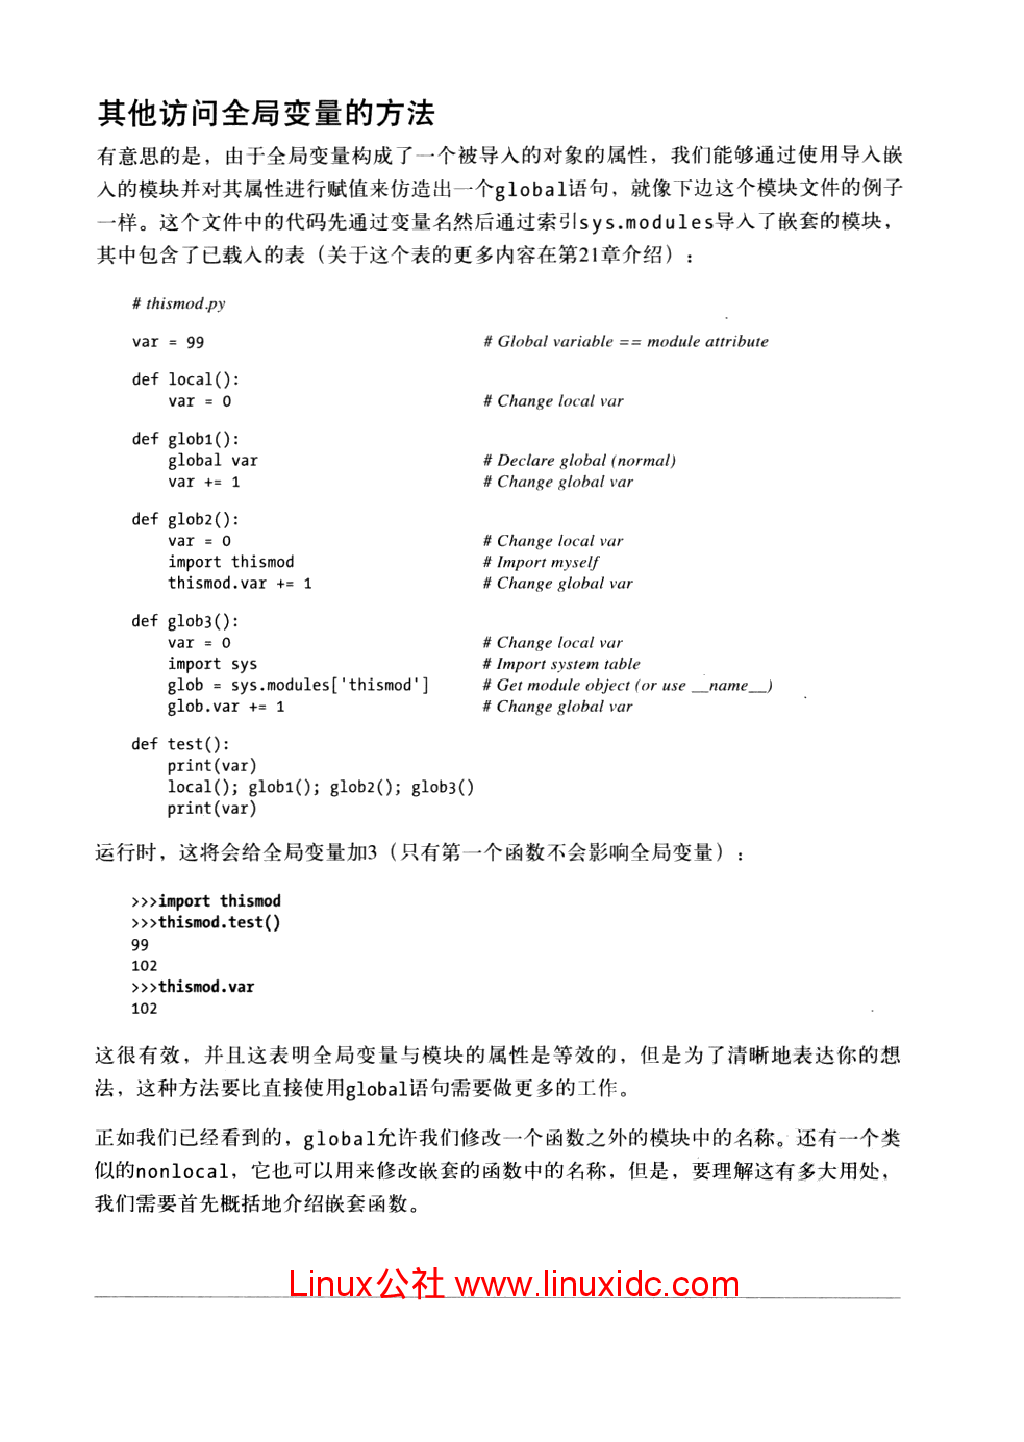 其他访问全局变量的方法
有意思的是，由于全局变量构成了一个被导入的对象的属性，我们能够通过使用导入嵌
入的模块并对其属性进行赋值来仿造出一个global语句，就像下边这个模块文件的例子
一样。这个文件中的代码先通过变量名然后通过索引sys.modules导入了嵌套的模块，
其中包含了已载入的表（关于这个表的更多内容在第21章介绍）：
# thismod.py
var = 99 # Global variable == module attribute
def local():
var = 0 # Change local var
def glob1():
global var # Declare global (normal)
var += 1 # Change global var
def glob2():
var = 0 # Change local var
import thismod # Import myself
thismod.var += 1 # Change global var
def glob3():
var = 0 # Change local var
import sys # Import system table
glob = sys.modules['thismod'] # Get module object (or use __name__)
glob.var += 1 # Change global var
def test():
print(var)
local(); glob1(); glob2(); glob3()
print(var)
运行时，这将会给全局变量加3（只有第一个函数不会影响全局变量）：
>>>import thismod
>>>thismod.test()
99
102
>>>thismod.var
102
这很有效，并且这表明全局变量与模块的属性是等效的，但是为了清晰地表达你的想
法，这种方法要比直接使用global语句需要做更多的工作。
正如我们已经看到的，global允许我们修改一个函数之外的模块中的名称。还有一个类
似的nonlocal，它也可以用来修改嵌套的函数中的名称，但是，要理解这有多大用处，
我们需要首先概括地介绍嵌套函数。
Linux公社 www.linuxidc.com